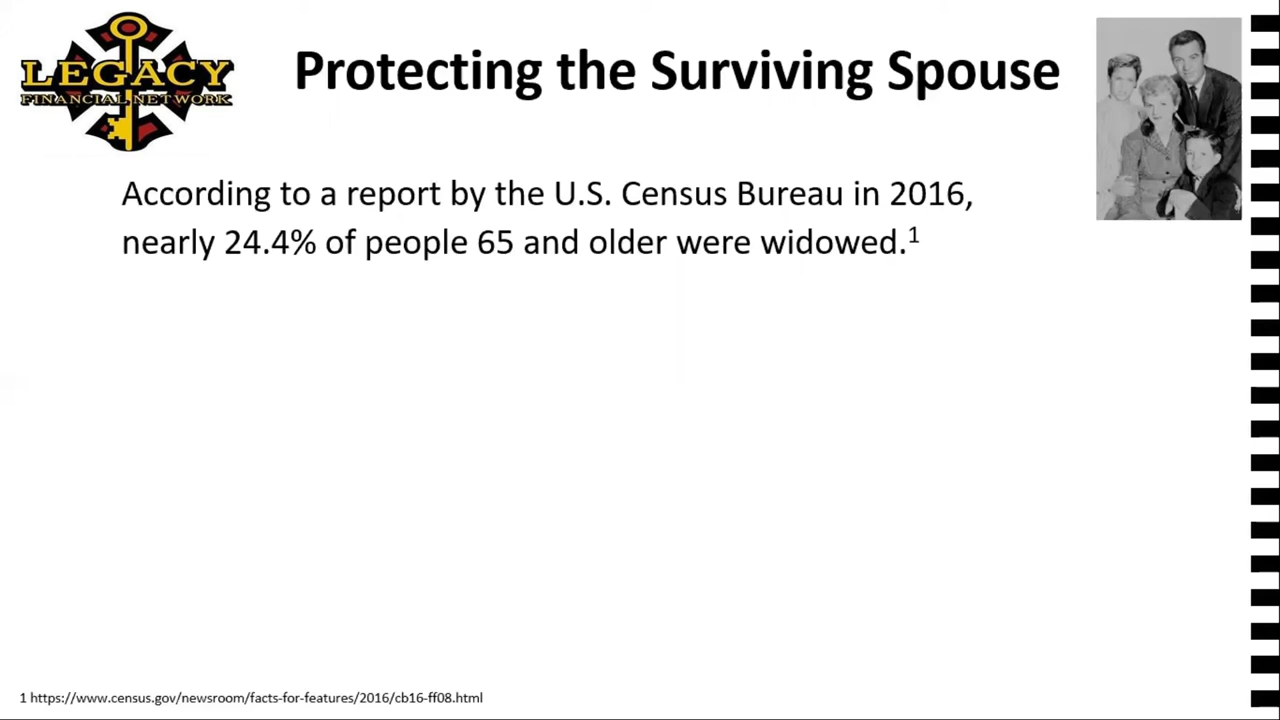 LEGACY
FINANCIAL NETWORK
Protecting the Surviving Spouse
According to a report by the U.S. Census Bureau in 2016,
nearly 24.4% of people 65 and older were widowed.¹
1 https://www.census.gov/newsroom/facts-for-features/2016/cb16-ff08.html